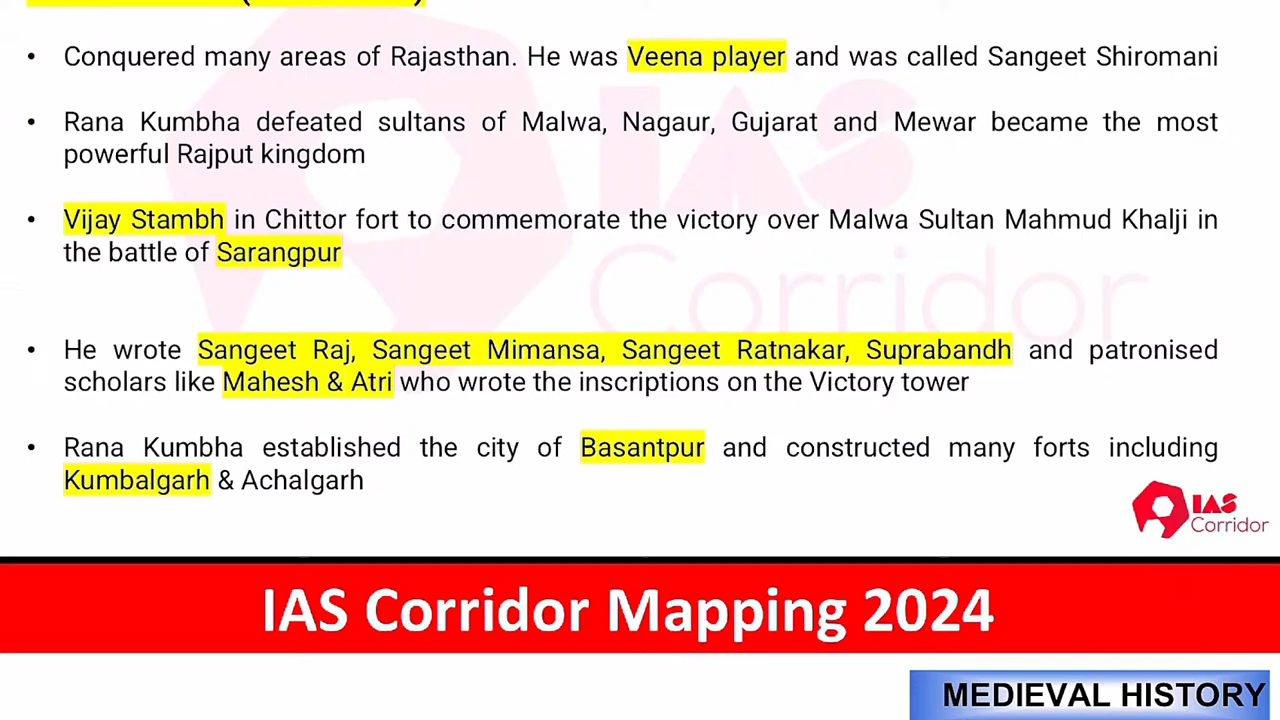 Conquered many areas of Rajasthan. He was Veena player and was called Sangeet Shiromani
Rana Kumbha defeated sultans of Malwa, Nagaur, Gujarat and Mewar became the most
powerful Rajput kingdom
Vijay Stambh in Chittor fort to commemorate the victory over Malwa Sultan Mahmud Khalji in
the battle of Sarangpur
He wrote Sangeet Raj, Sangeet Mimansa, Sangeet Ratnakar, Suprabandh and patronised
scholars like Mahesh & Atri who wrote the inscriptions on the Victory tower
Rana Kumbha established the city of Basantpur and constructed many forts including
Kumbalgarh & Achalgarh
IAS
Corridor
IAS
Corridor
IAS Corridor Mapping 2024
MEDIEVAL HISTORY